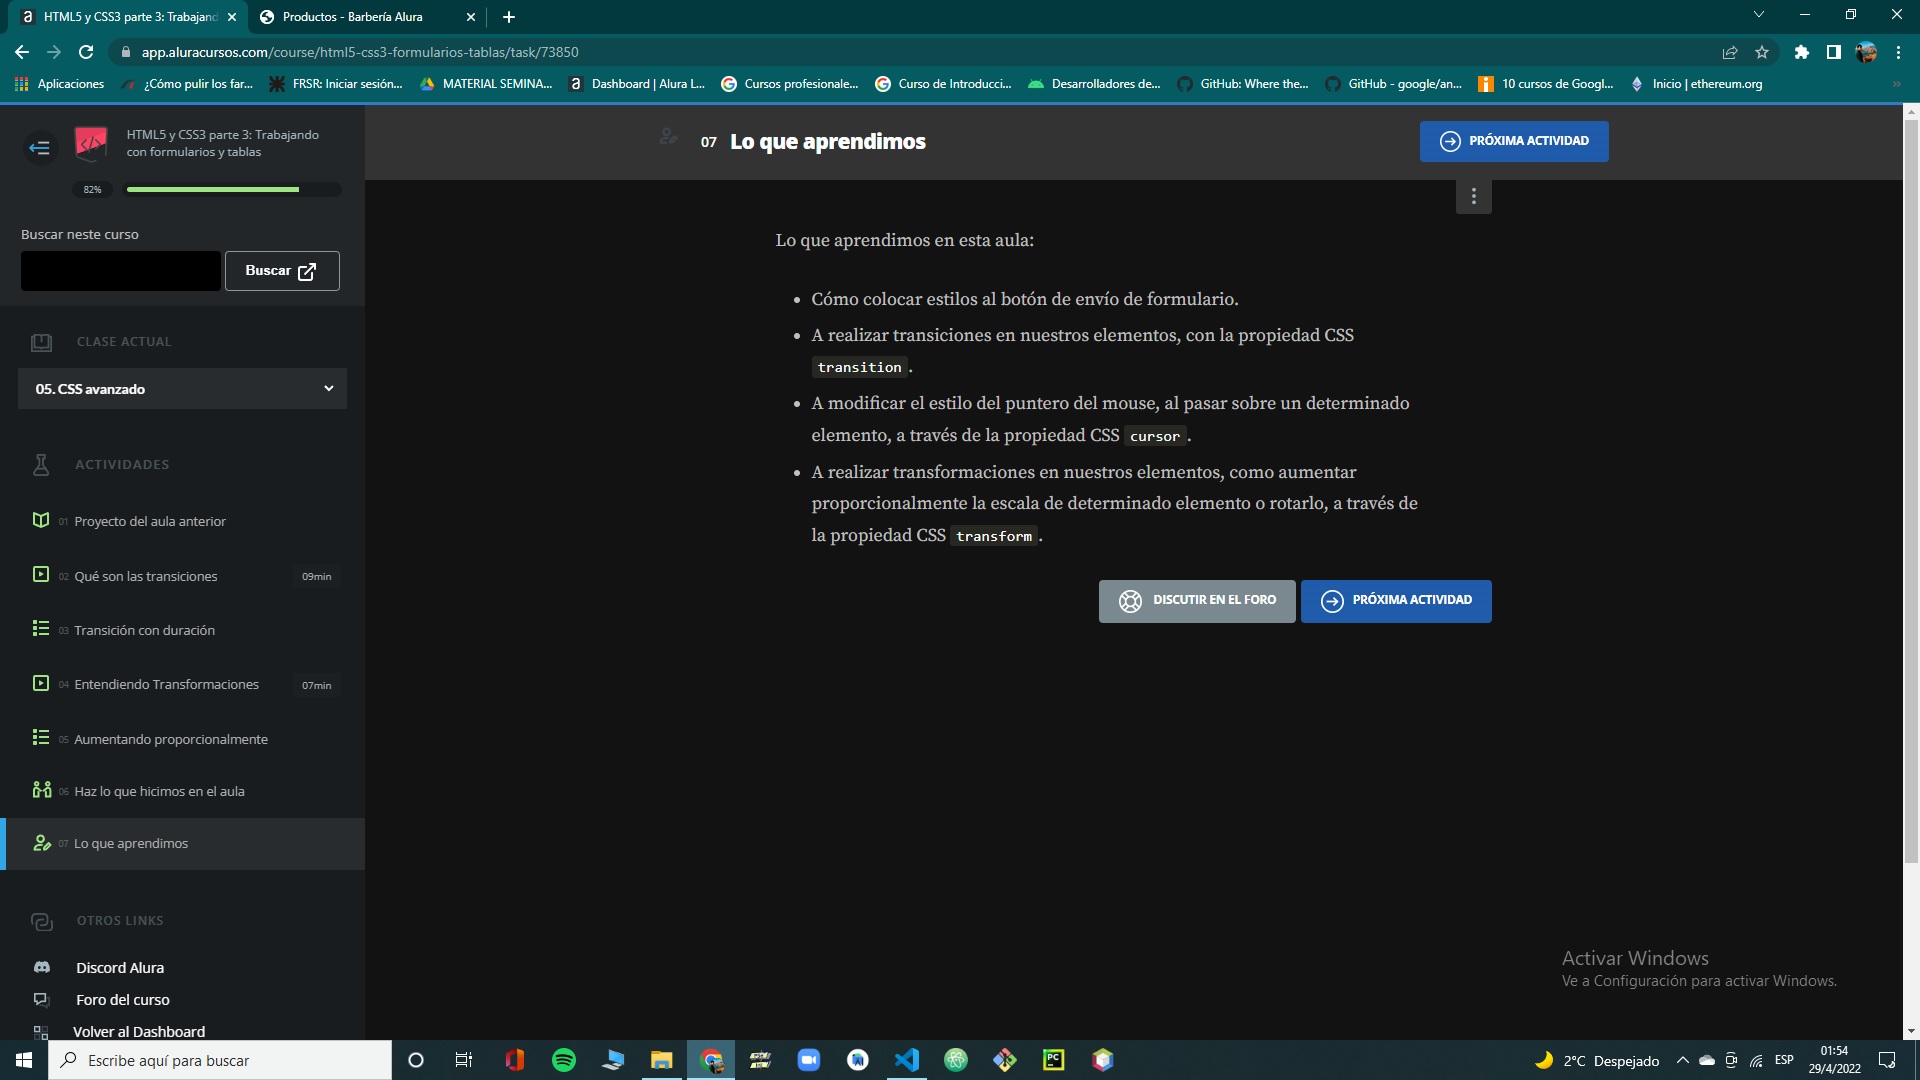 HTML5 y CSS3 parte 3: Trabajand
Productos - Barbería Alura
app.aluracursos.com/course/html5-css3-formularios-tablas/task/73850
Aplicaciones
¿Cómo pulir los far...
FRSR: Iniciar sesión...
MATERIAL SEMINA...
Dashboard | Alura L...
Cursos profesionale...
Curso de Introducci...
Desarrolladores de...
GitHub: Where the...
GitHub - google/an...
10 cursos de Googl...
Inicio | ethereum.org
HTML5 y CSS3 parte 3: Trabajando
con formularios y tablas
82%
Buscar neste curso
Buscar
CLASE ACTUAL
05. CSS avanzado
ACTIVIDADES
01 Proyecto del aula anterior
02 Qué son las transiciones 09min
03 Transición con duración
04 Entendiendo Transformaciones 07min
05 Aumentando proporcionalmente
06 Haz lo que hicimos en el aula
07 Lo que aprendimos
OTROS LINKS
Discord Alura
Foro del curso
Volver al Dashboard
07 Lo que aprendimos
PRÓXIMA ACTIVIDAD
Lo que aprendimos en esta aula:
• Cómo colocar estilos al botón de envío de formulario.
• A realizar transiciones en nuestros elementos, con la propiedad CSS
transition.
• A modificar el estilo del puntero del mouse, al pasar sobre un determinado
elemento, a través de la propiedad CSS cursor.
• A realizar transformaciones en nuestros elementos, como aumentar
proporcionalmente la escala de determinado elemento o rotarlo, a través de
la propiedad CSS transform.
DISCUTIR EN EL FORO
PRÓXIMA ACTIVIDAD
Activar Windows
Ve a Configuración para activar Windows.
Escribe aquí para buscar
2°C Despejado
ESP
01:54
29/4/2022